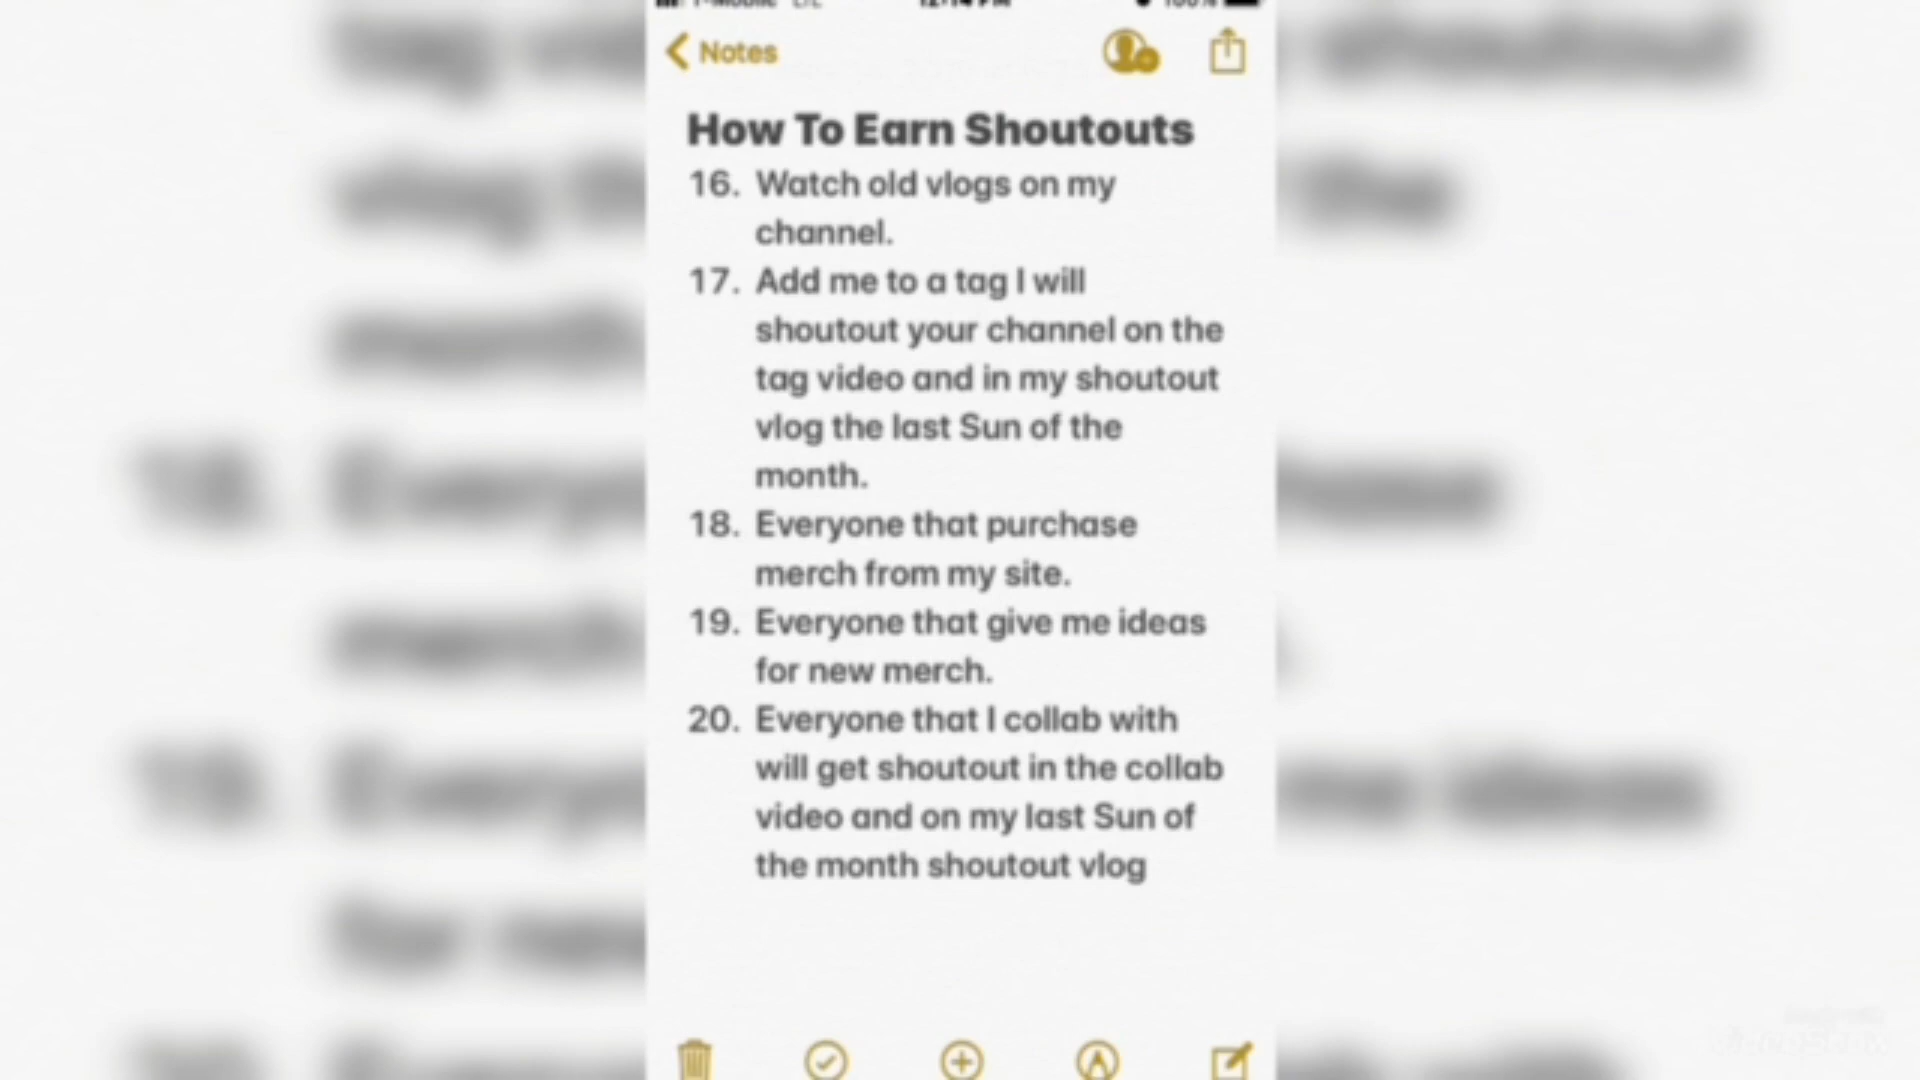 Notes
How To Earn Shoutouts
16. Watch old vlogs on my
channel.
17. Add me to a tag I will
shoutout your channel on the
tag video and in my shoutout
vlog the last Sun of the
month.
18. Everyone that purchase
merch from my site.
19. Everyone that give me ideas
for new merch.
20. Everyone that I collab with
will get shoutout in the collab
video and on my last Sun of
the month shoutout vlog